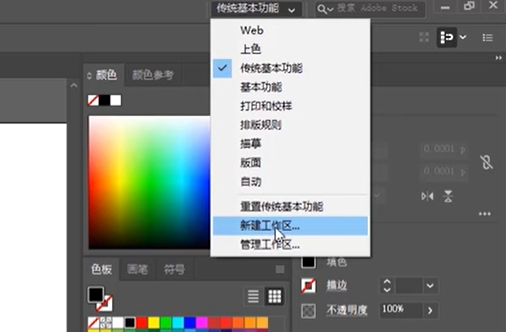 传统基本功能
搜索 Adobe Stock
Web
上色
传统基本功能
基本功能
打印和校样
排版规则
描摹
版面
自动
重置传统基本功能
新建工作区...
管理工作区...
颜色
颜色参考
0.0001 p
0.0001 p
色板
画笔
符号
填色
描边
不透明度
100%